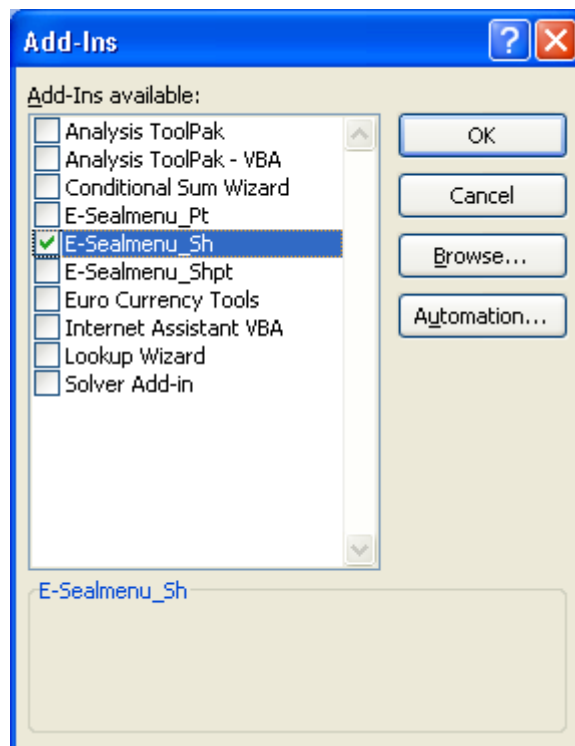 Add-Ins
Add-Ins available:
Analysis ToolPak
Analysis ToolPak - VBA
Conditional Sum Wizard
E-Sealmenu_Pt
E-Sealmenu_Sh
E-Sealmenu_Shpt
Euro Currency Tools
Internet Assistant VBA
Lookup Wizard
Solver Add-in
OK
Cancel
Browse...
Automation...
E-Sealmenu_Sh